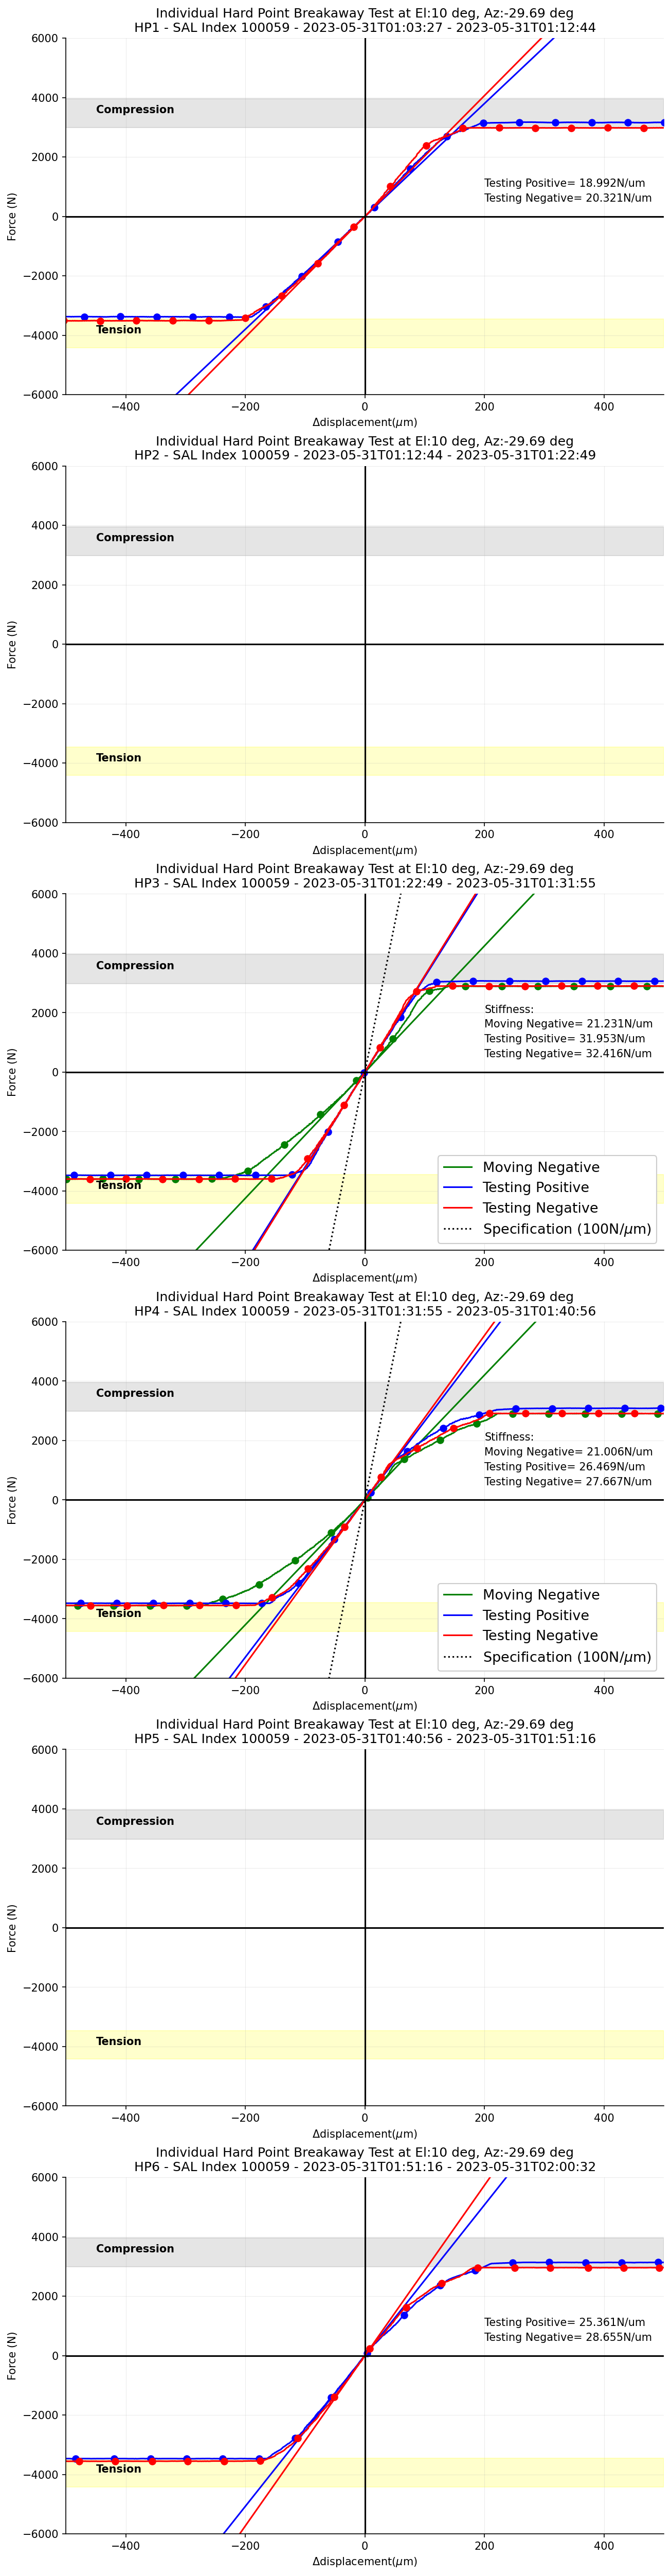 Individual Hard Point Breakaway Test at El:10 deg, Az:-29.69 deg
HP1 - SAL Index 100059 - 2023-05-31T01:03:27 - 2023-05-31T01:12:44
6000
4000
2000
0
−2000
−4000
−6000
Force (N)
Compression
Tension
Testing Positive= 18.992N/um
Testing Negative= 20.321N/um
−400
−200
0
200
400
Δdisplacement(μm)
Individual Hard Point Breakaway Test at El:10 deg, Az:-29.69 deg
HP2 - SAL Index 100059 - 2023-05-31T01:12:44 - 2023-05-31T01:22:49
6000
4000
2000
0
−2000
−4000
−6000
Force (N)
Compression
Tension
−400
−200
0
200
400
Δdisplacement(μm)
Individual Hard Point Breakaway Test at El:10 deg, Az:-29.69 deg
HP3 - SAL Index 100059 - 2023-05-31T01:22:49 - 2023-05-31T01:31:55
6000
4000
2000
0
−2000
−4000
−6000
Force (N)
Compression
Tension
Stiffness:
Moving Negative= 21.231N/um
Testing Positive= 31.953N/um
Testing Negative= 32.416N/um
Moving Negative
Testing Positive
Testing Negative
Specification (100N/μm)
−400
−200
0
200
400
Δdisplacement(μm)
Individual Hard Point Breakaway Test at El:10 deg, Az:-29.69 deg
HP4 - SAL Index 100059 - 2023-05-31T01:31:55 - 2023-05-31T01:40:56
6000
4000
2000
0
−2000
−4000
−6000
Force (N)
Compression
Tension
Stiffness:
Moving Negative= 21.006N/um
Testing Positive= 26.469N/um
Testing Negative= 27.667N/um
Moving Negative
Testing Positive
Testing Negative
Specification (100N/μm)
−400
−200
0
200
400
Δdisplacement(μm)
Individual Hard Point Breakaway Test at El:10 deg, Az:-29.69 deg
HP5 - SAL Index 100059 - 2023-05-31T01:40:56 - 2023-05-31T01:51:16
6000
4000
2000
0
−2000
−4000
−6000
Force (N)
Compression
Tension
−400
−200
0
200
400
Δdisplacement(μm)
Individual Hard Point Breakaway Test at El:10 deg, Az:-29.69 deg
HP6 - SAL Index 100059 - 2023-05-31T01:51:16 - 2023-05-31T02:00:32
6000
4000
2000
0
−2000
−4000
−6000
Force (N)
Compression
Tension
Testing Positive= 25.361N/um
Testing Negative= 28.655N/um
−400
−200
0
200
400
Δdisplacement(μm)